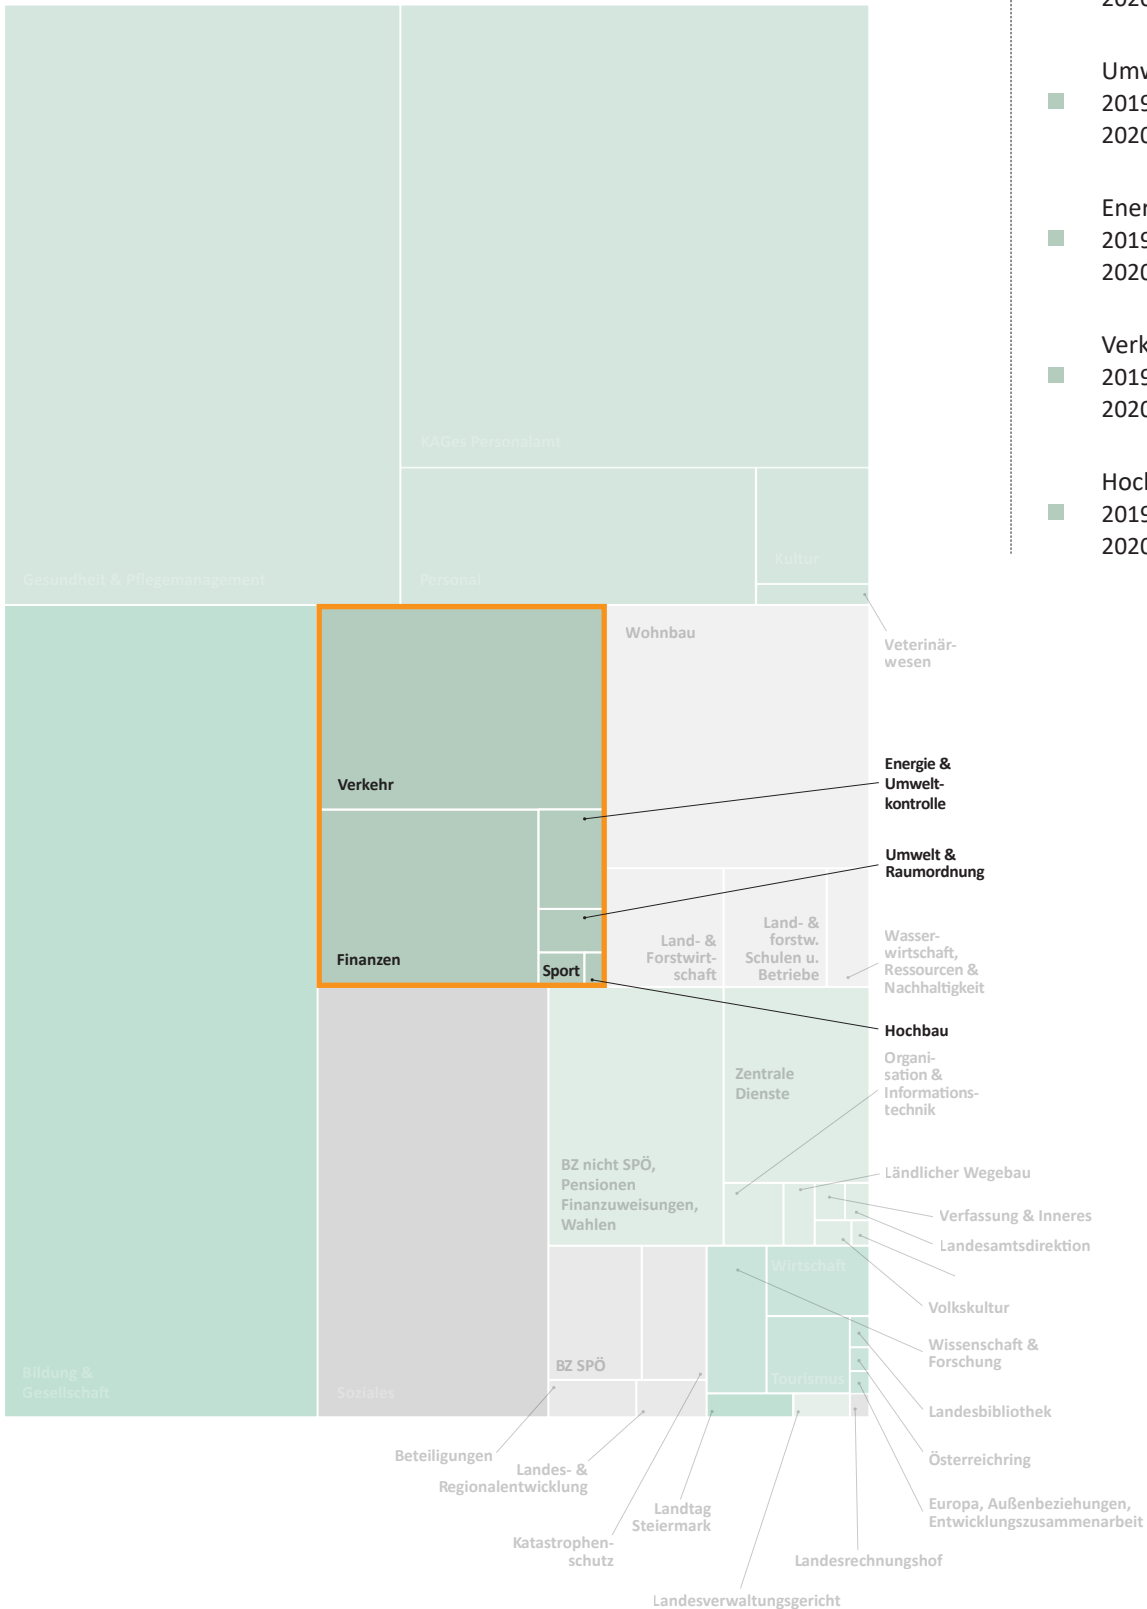 2020
Umw
2019
2020
Ener
2019
2020
Verk
2019
2020
Hoch
2019
2020
KAGes Personalamt
Gesundheit & Pflegemanagement
Personal
Kultur
Veterinär-
wesen
Wohnbau
Verkehr
Energie &
Umwelt-
kontrolle
Umwelt &
Raumordnung
Finanzen
Sport
Land- &
Forstwirt-
schaft
Land- &
forstw.
Schulen u.
Betriebe
Wasser-
wirtschaft,
Ressourcen &
Nachhaltigkeit
Hochbau
Organi-
sation &
Informations-
technik
Zentrale
Dienste
BZ nicht SPÖ,
Pensionen
Finanzuweisungen,
Wahlen
Ländlicher Wegebau
Verfassung & Inneres
Landesamtsdirektion
Volkskultur
Wirtschaft
Wissenschaft &
Forschung
BZ SPÖ
Tourismus
Bildung &
Gesellschaft
Soziales
Landesbibliothek
Österreichring
Europa, Außenbeziehungen,
Entwicklungszusammenarbeit
Beteiligungen
Landes- &
Regionalentwicklung
Landtag
Steiermark
Katastrophen-
schutz
Landesrechnungshof
Landesverwaltungsgericht